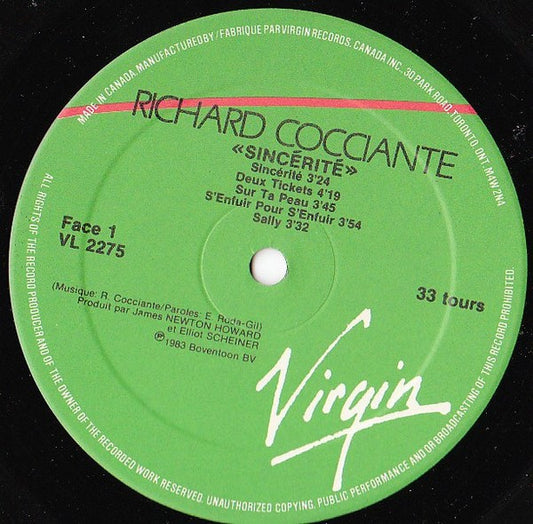 MADE IN CANADA, MANUFACTURED BY / FABRIQUE PAR VIRGIN RECORDS. CANADA INC., 30 PARK ROAD, TORONTO, ONT. M4W 2N4
RICHARD COCCIANTE
«SINCÉRITÉ»
Sincérité 3'24
Deux Tickets 4'19
Sur Ta Peau 3'45
S'Enfuir Pour S'Enfuir 3'54
Sally 3'32
Face 1
VL 2275
33 tours
(Musique: R. Cocciante/Paroles: E. Roda-Gil)
Produit par James NEWTON HOWARD
et Elliot SCHEINER
℗ 1983 Boventoon BV
Virgin
ALL RIGHTS OF THE RECORD PRODUCER AND OF THE OWNER OF THE RECORDED WORK RESERVED. UNAUTHORIZED COPYING, PUBLIC PERFORMANCE AND/OR BROADCASTING OF THIS RECORD PROHIBITED.